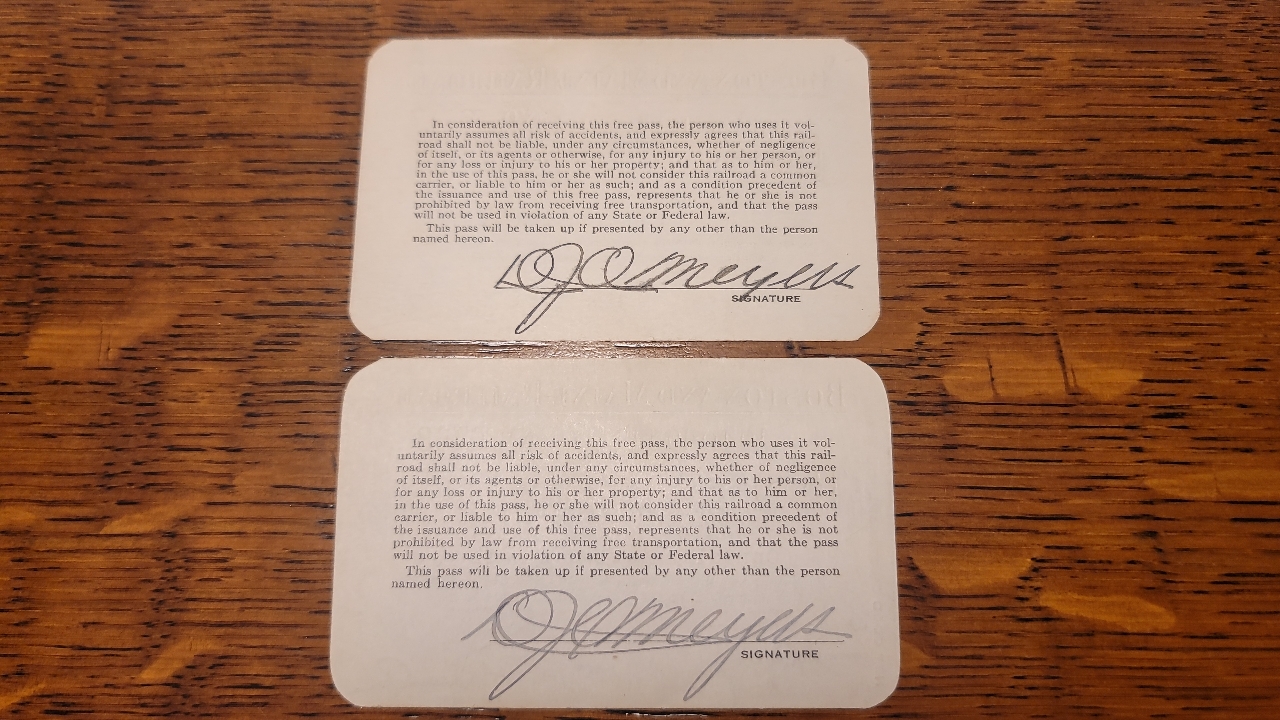 In consideration of receiving this free pass, the person who uses it vol-
untarily assumes all risk of accidents, and expressly agrees that this rail-
road shall not be liable, under any circumstances, whether of negligence
of itself, or its agents or otherwise, for any injury to his or her person, or
for any loss or injury to his or her property; and that as to him or her,
in the use of this pass, he or she will not consider this railroad a common
carrier, or liable to him or her as such; and as a condition precedent of
the issuance and use of this free pass, represents that he or she is not
prohibited by law from receiving free transportation, and that the pass
will not be used in violation of any State or Federal law.
This pass will be taken up if presented by any other than the person
named hereon.
Meyers
SIGNATURE
In consideration of receiving this free pass, the person who uses it vol-
untarily assumes all risk of accidents, and expressly agrees that this rail-
road shall not be liable, under any circumstances, whether of negligence
of itself, or its agents or otherwise, for any injury to his or her person, or
for any loss or injury to his or her property; and that as to him or her,
in the use of this pass, he or she will not consider this railroad a common
carrier, or liable to him or her as such; and as a condition precedent of
the issuance and use of this free pass, represents that he or she is not
prohibited by law from receiving free transportation, and that the pass
will not be used in violation of any State or Federal law.
This pass will be taken up if presented by any other than the person
named hereon.
Meyers
SIGNATURE